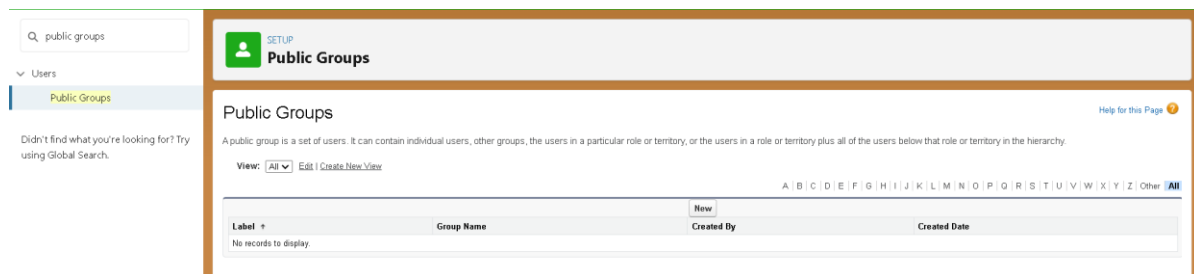 public groups
Users
Public Groups
Didn't find what you're looking for? Try
using Global Search.
SETUP
Public Groups
Public Groups
Help for this Page ?
A public group is a set of users. It can contain individual users, other groups, the users in a particular role or territory, or the users in a role or territory plus all of the users below that role or territory in the hierarchy.
View: All Edit | Create New View
A | B | C | D | E | F | G | H | I | J | K | L | M | N | O | P | Q | R | S | T | U | V | W | X | Y | Z | Other All
New
Label ↑ Group Name Created By Created Date
No records to display.